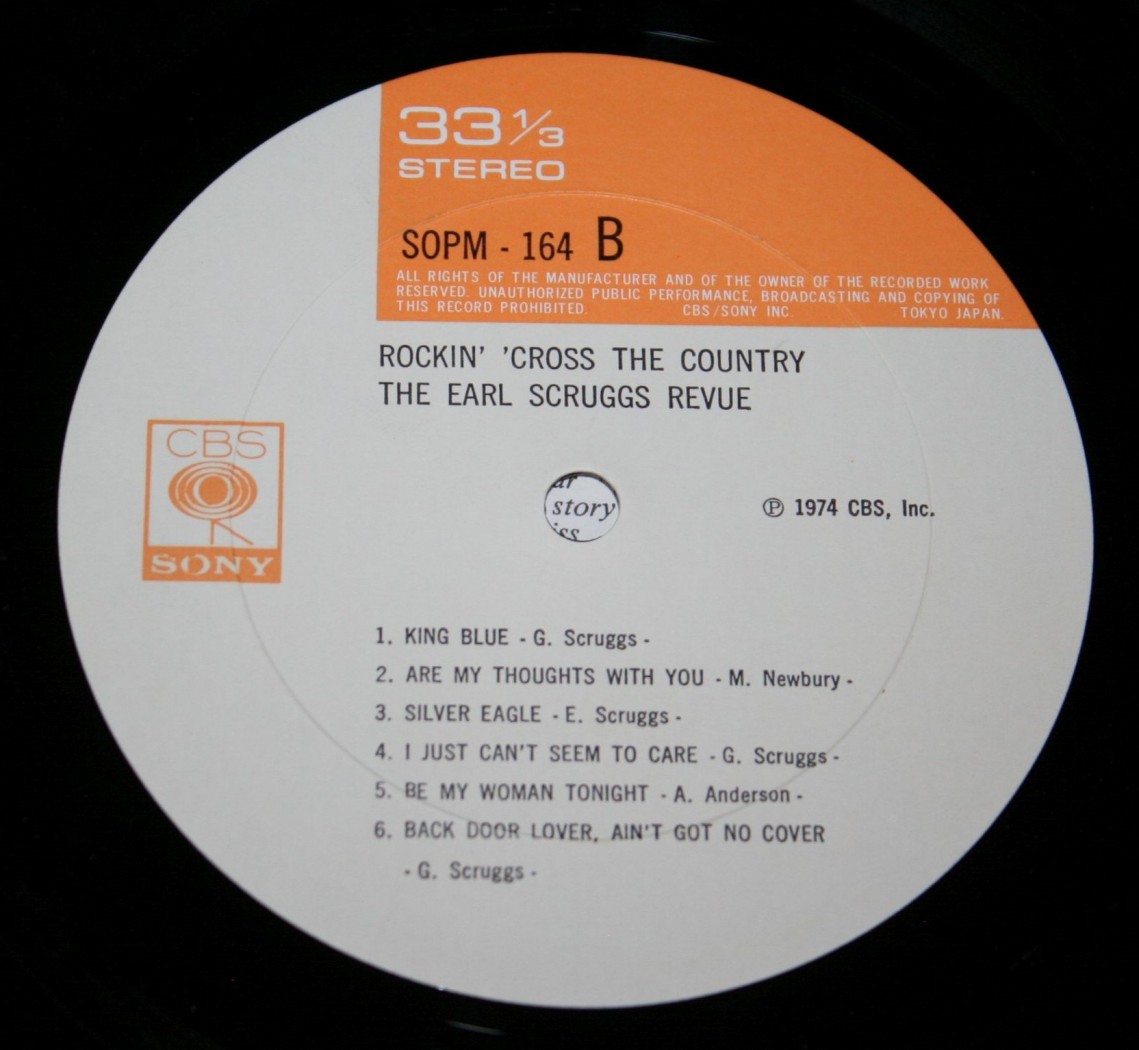 33 1/3
STEREO
SOPM - 164 B
ALL RIGHTS OF THE MANUFACTURER AND OF THE OWNER OF THE RECORDED WORK
RESERVED. UNAUTHORIZED PUBLIC PERFORMANCE, BROADCASTING AND COPYING OF
THIS RECORD PROHIBITED. CBS/SONY INC. TOKYO JAPAN.
ROCKIN' 'CROSS THE COUNTRY
THE EARL SCRUGGS REVUE
CBS
SONY
story
℗ 1974 CBS, Inc.
1. KING BLUE - G. Scruggs -
2. ARE MY THOUGHTS WITH YOU - M. Newbury -
3. SILVER EAGLE - E. Scruggs -
4. I JUST CAN'T SEEM TO CARE - G. Scruggs -
5. BE MY WOMAN TONIGHT - A. Anderson -
6. BACK DOOR LOVER, AIN'T GOT NO COVER
- G. Scruggs -